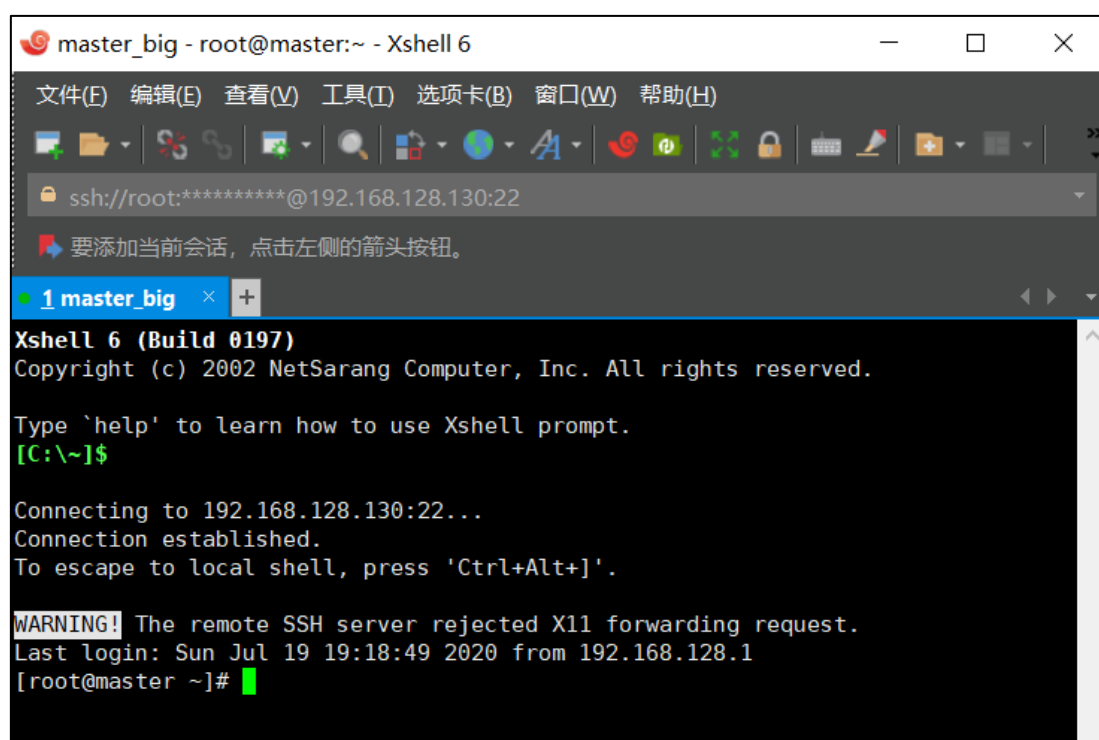 master_big - root@master:~ - Xshell 6
文件(F) 编辑(E) 查看(V) 工具(T) 选项卡(B) 窗口(W) 帮助(H)
ssh://root:**********@192.168.128.130:22
要添加当前会话，点击左侧的箭头按钮。
1 master_big
Xshell 6 (Build 0197)
Copyright (c) 2002 NetSarang Computer, Inc. All rights reserved.
Type `help' to learn how to use Xshell prompt.
[C:\~]$
Connecting to 192.168.128.130:22...
Connection established.
To escape to local shell, press 'Ctrl+Alt+]'.
WARNING! The remote SSH server rejected X11 forwarding request.
Last login: Sun Jul 19 19:18:49 2020 from 192.168.128.1
[root@master ~]#